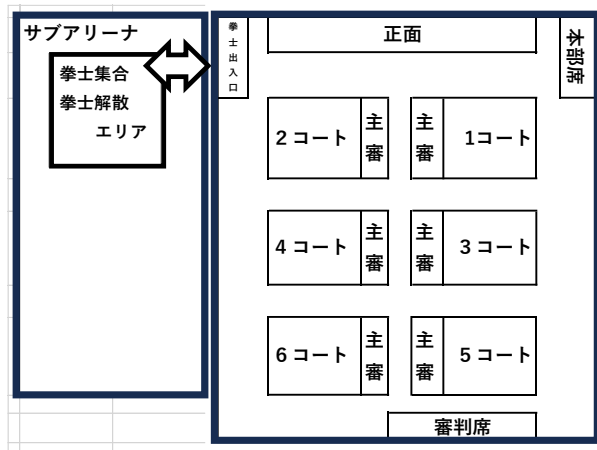 サブアリーナ
拳士集合
拳士解散
エリア
拳士出入口
正面
本部席
2コート
主審
主審
1コート
4コート
主審
主審
3コート
6コート
主審
主審
5コート
審判席